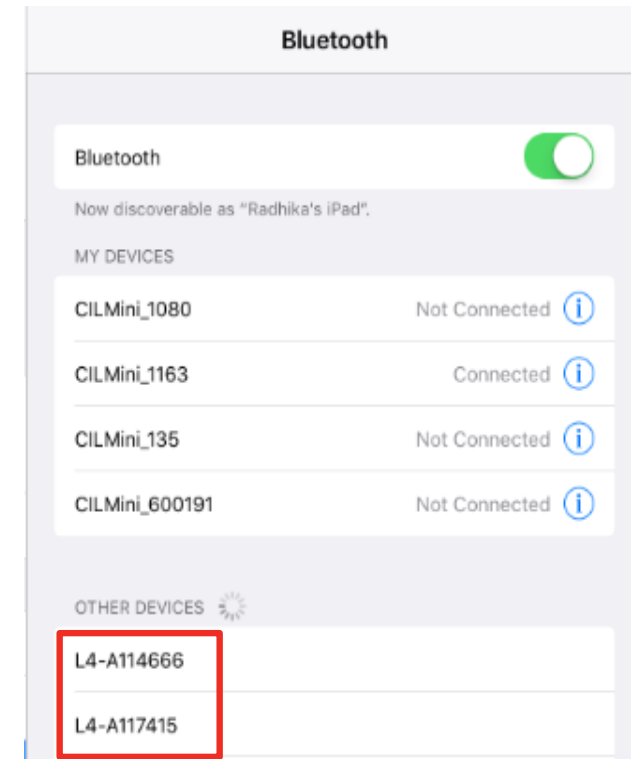 Bluetooth
Bluetooth
Now discoverable as "Radhika's iPad".
MY DEVICES
CILMini_1080 Not Connected i
CILMini_1163 Connected i
CILMini_135 Not Connected i
CILMini_600191 Not Connected i
OTHER DEVICES
L4-A114666
L4-A117415